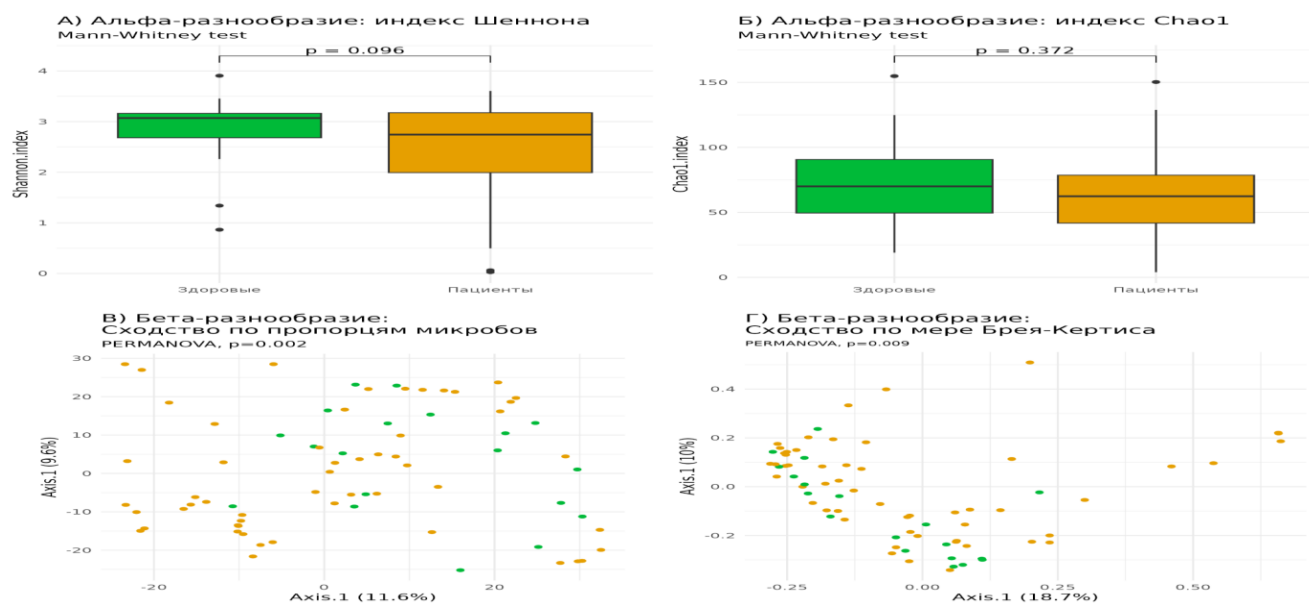 А) Альфа-разнообразие: индекс Шеннона
Mann-Whitney test
p = 0.096
4
3
2
1
0
Shannon.index
Здоровые
Пациенты
Б) Альфа-разнообразие: индекс Chao1
Mann-Whitney test
p = 0.372
150
100
50
0
Chao1.index
Здоровые
Пациенты
В) Бета-разнообразие:
Сходство по пропорцям микробов
PERMANOVA, p=0.002
30
20
10
0
-10
-20
Axis.1 (9.6%)
-20
0
20
Axis.1 (11.6%)
Г) Бета-разнообразие:
Сходство по мере Брея-Кертиса
PERMANOVA, p=0.009
0.4
0.2
0.0
-0.2
Axis.1 (10%)
-0.25
0.00
0.25
0.50
Axis.1 (18.7%)